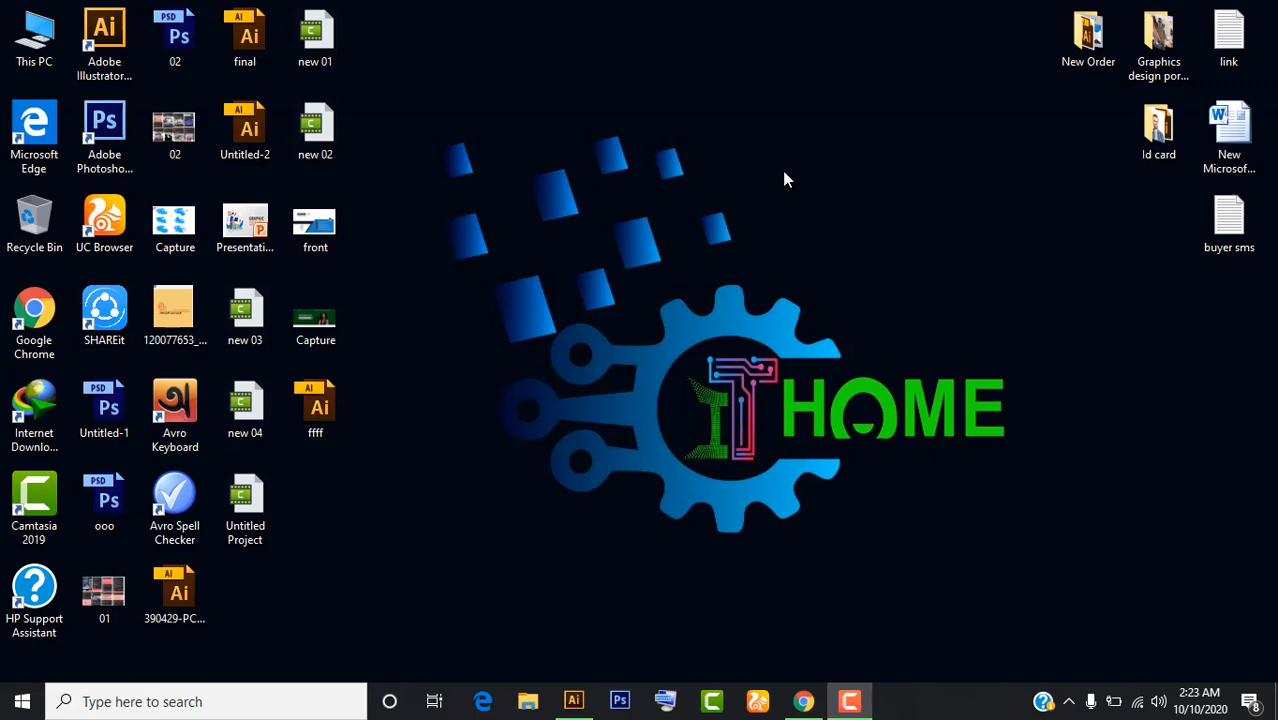 This PC
Adobe
Illustrator...
02
final
new 01
Microsoft
Edge
Adobe
Photosho...
02
Untitled-2
new 02
Recycle Bin
UC Browser
Capture
Presentati...
front
Google
Chrome
SHAREit
120077653_...
new 03
Capture
Internet
Downlo...
Untitled-1
Avro
Keyboard
new 04
ffff
Camtasia
2019
ooo
Avro Spell
Checker
Untitled
Project
HP Support
Assistant
01
390429-PC...
New Order
Graphics
design por...
link
Id card
New
Microsof...
buyer sms
iT HOME
Type here to search
2:23 AM
10/10/2020
8